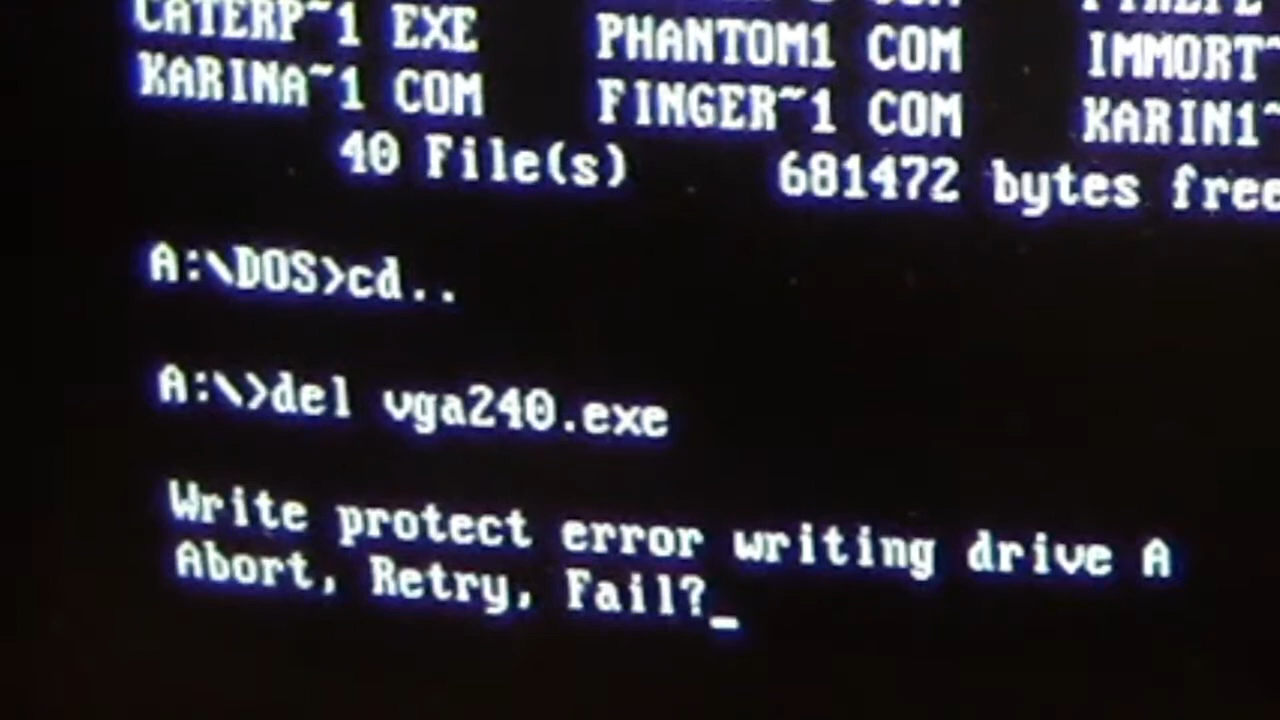 CATERP~1 EXE PHANTOM1 COM IMMORT~
KARINA~1 COM FINGER~1 COM KARIN1~
40 File(s) 681472 bytes free
A:\DOS>cd..
A:\>del vga240.exe
Write protect error writing drive A
Abort, Retry, Fail?_